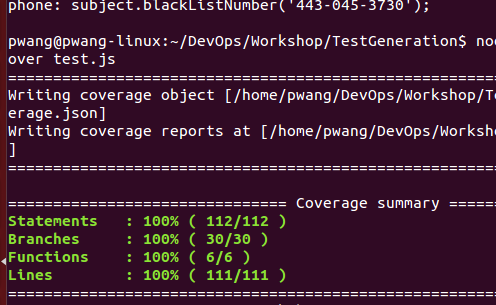 phone: subject.blackListNumber('443-045-3730');
pwang@pwang-linux:~/DevOps/Workshop/TestGeneration$ no
over test.js
=====================================================
Writing coverage object [/home/pwang/DevOps/Workshop/Te
erage.json]
Writing coverage reports at [/home/pwang/DevOps/Worksho
]
=====================================================
=============================== Coverage summary ======
Statements   : 100% ( 112/112 )
Branches     : 100% ( 30/30 )
Functions    : 100% ( 6/6 )
Lines        : 100% ( 111/111 )
=====================================================